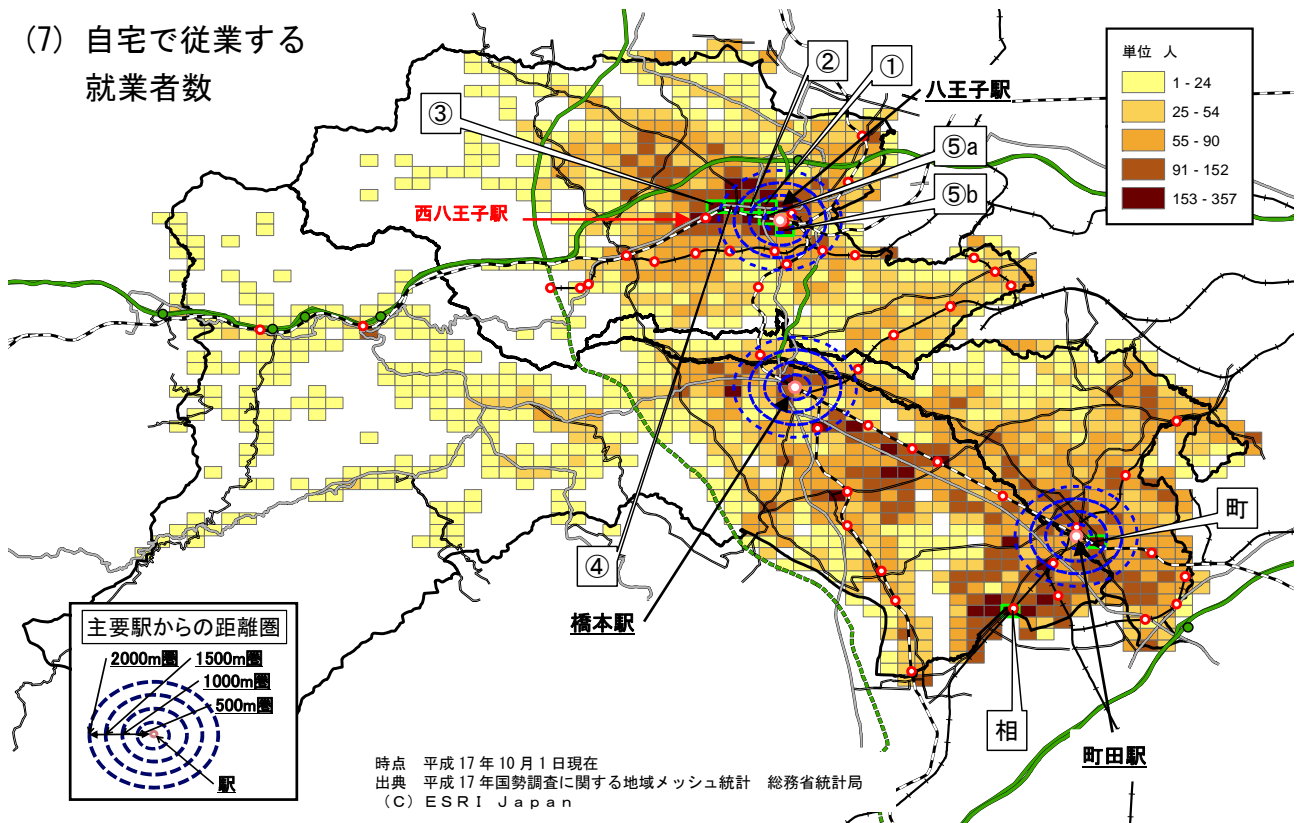 (7) 自宅で従業する
就業者数
単位 人
1 - 24
25 - 54
55 - 90
91 - 152
153 - 357
③
②
①
八王子駅
⑤a
⑤b
西八王子駅
④
橋本駅
町
相
町田駅
主要駅からの距離圏
2000m圏
1500m圏
1000m圏
500m圏
駅
時点 平成17年10月1日現在
出典 平成17年国勢調査に関する地域メッシュ統計 総務省統計局
(C) ESRI Japan